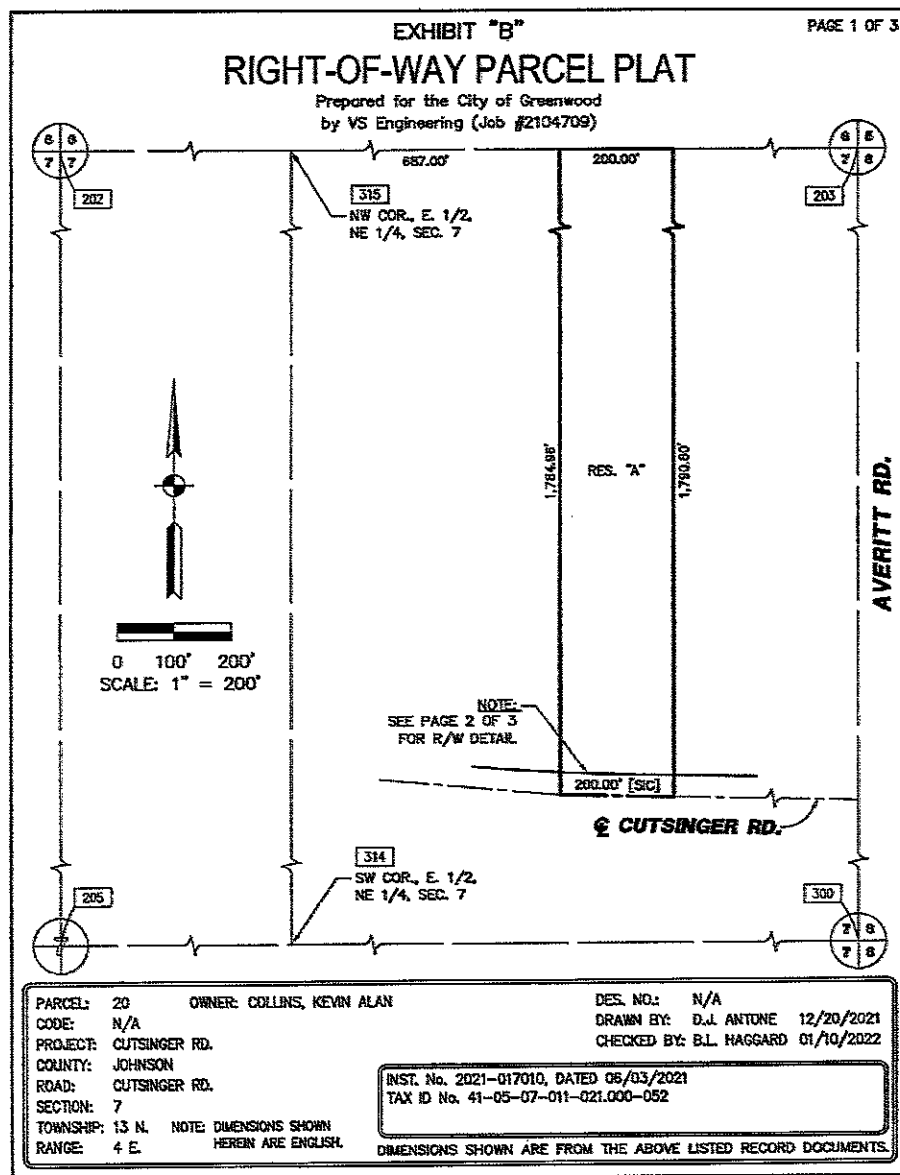 EXHIBIT "B"
PAGE 1 OF 3
RIGHT-OF-WAY PARCEL PLAT
Prepared for the City of Greenwood
by VS Engineering (Job #2104709)
6 6
7 7
202
687.00'
200.00'
6 5
7 8
203
315
NW COR., E. 1/2,
NE 1/4, SEC. 7
1,784.98'
RES. "A"
1,790.80'
AVERITT RD.
0 100' 200'
SCALE: 1" = 200'
NOTE:
SEE PAGE 2 OF 3
FOR R/W DETAIL
200.00' [SIC]
℄ CUTSINGER RD.
314
SW COR., E. 1/2,
NE 1/4, SEC. 7
205
300
7 8
7 8
PARCEL: 20 OWNER: COLLINS, KEVIN ALAN
CODE: N/A
PROJECT: CUTSINGER RD.
COUNTY: JOHNSON
ROAD: CUTSINGER RD.
SECTION: 7
TOWNSHIP: 13 N. NOTE: DIMENSIONS SHOWN
RANGE: 4 E. HEREIN ARE ENGLISH.
DES. NO.: N/A
DRAWN BY: D.J. ANTONE 12/20/2021
CHECKED BY: B.L. HAGGARD 01/10/2022
INST. No. 2021-017010, DATED 06/03/2021
TAX ID No. 41-05-07-011-021.000-052
DIMENSIONS SHOWN ARE FROM THE ABOVE LISTED RECORD DOCUMENTS.